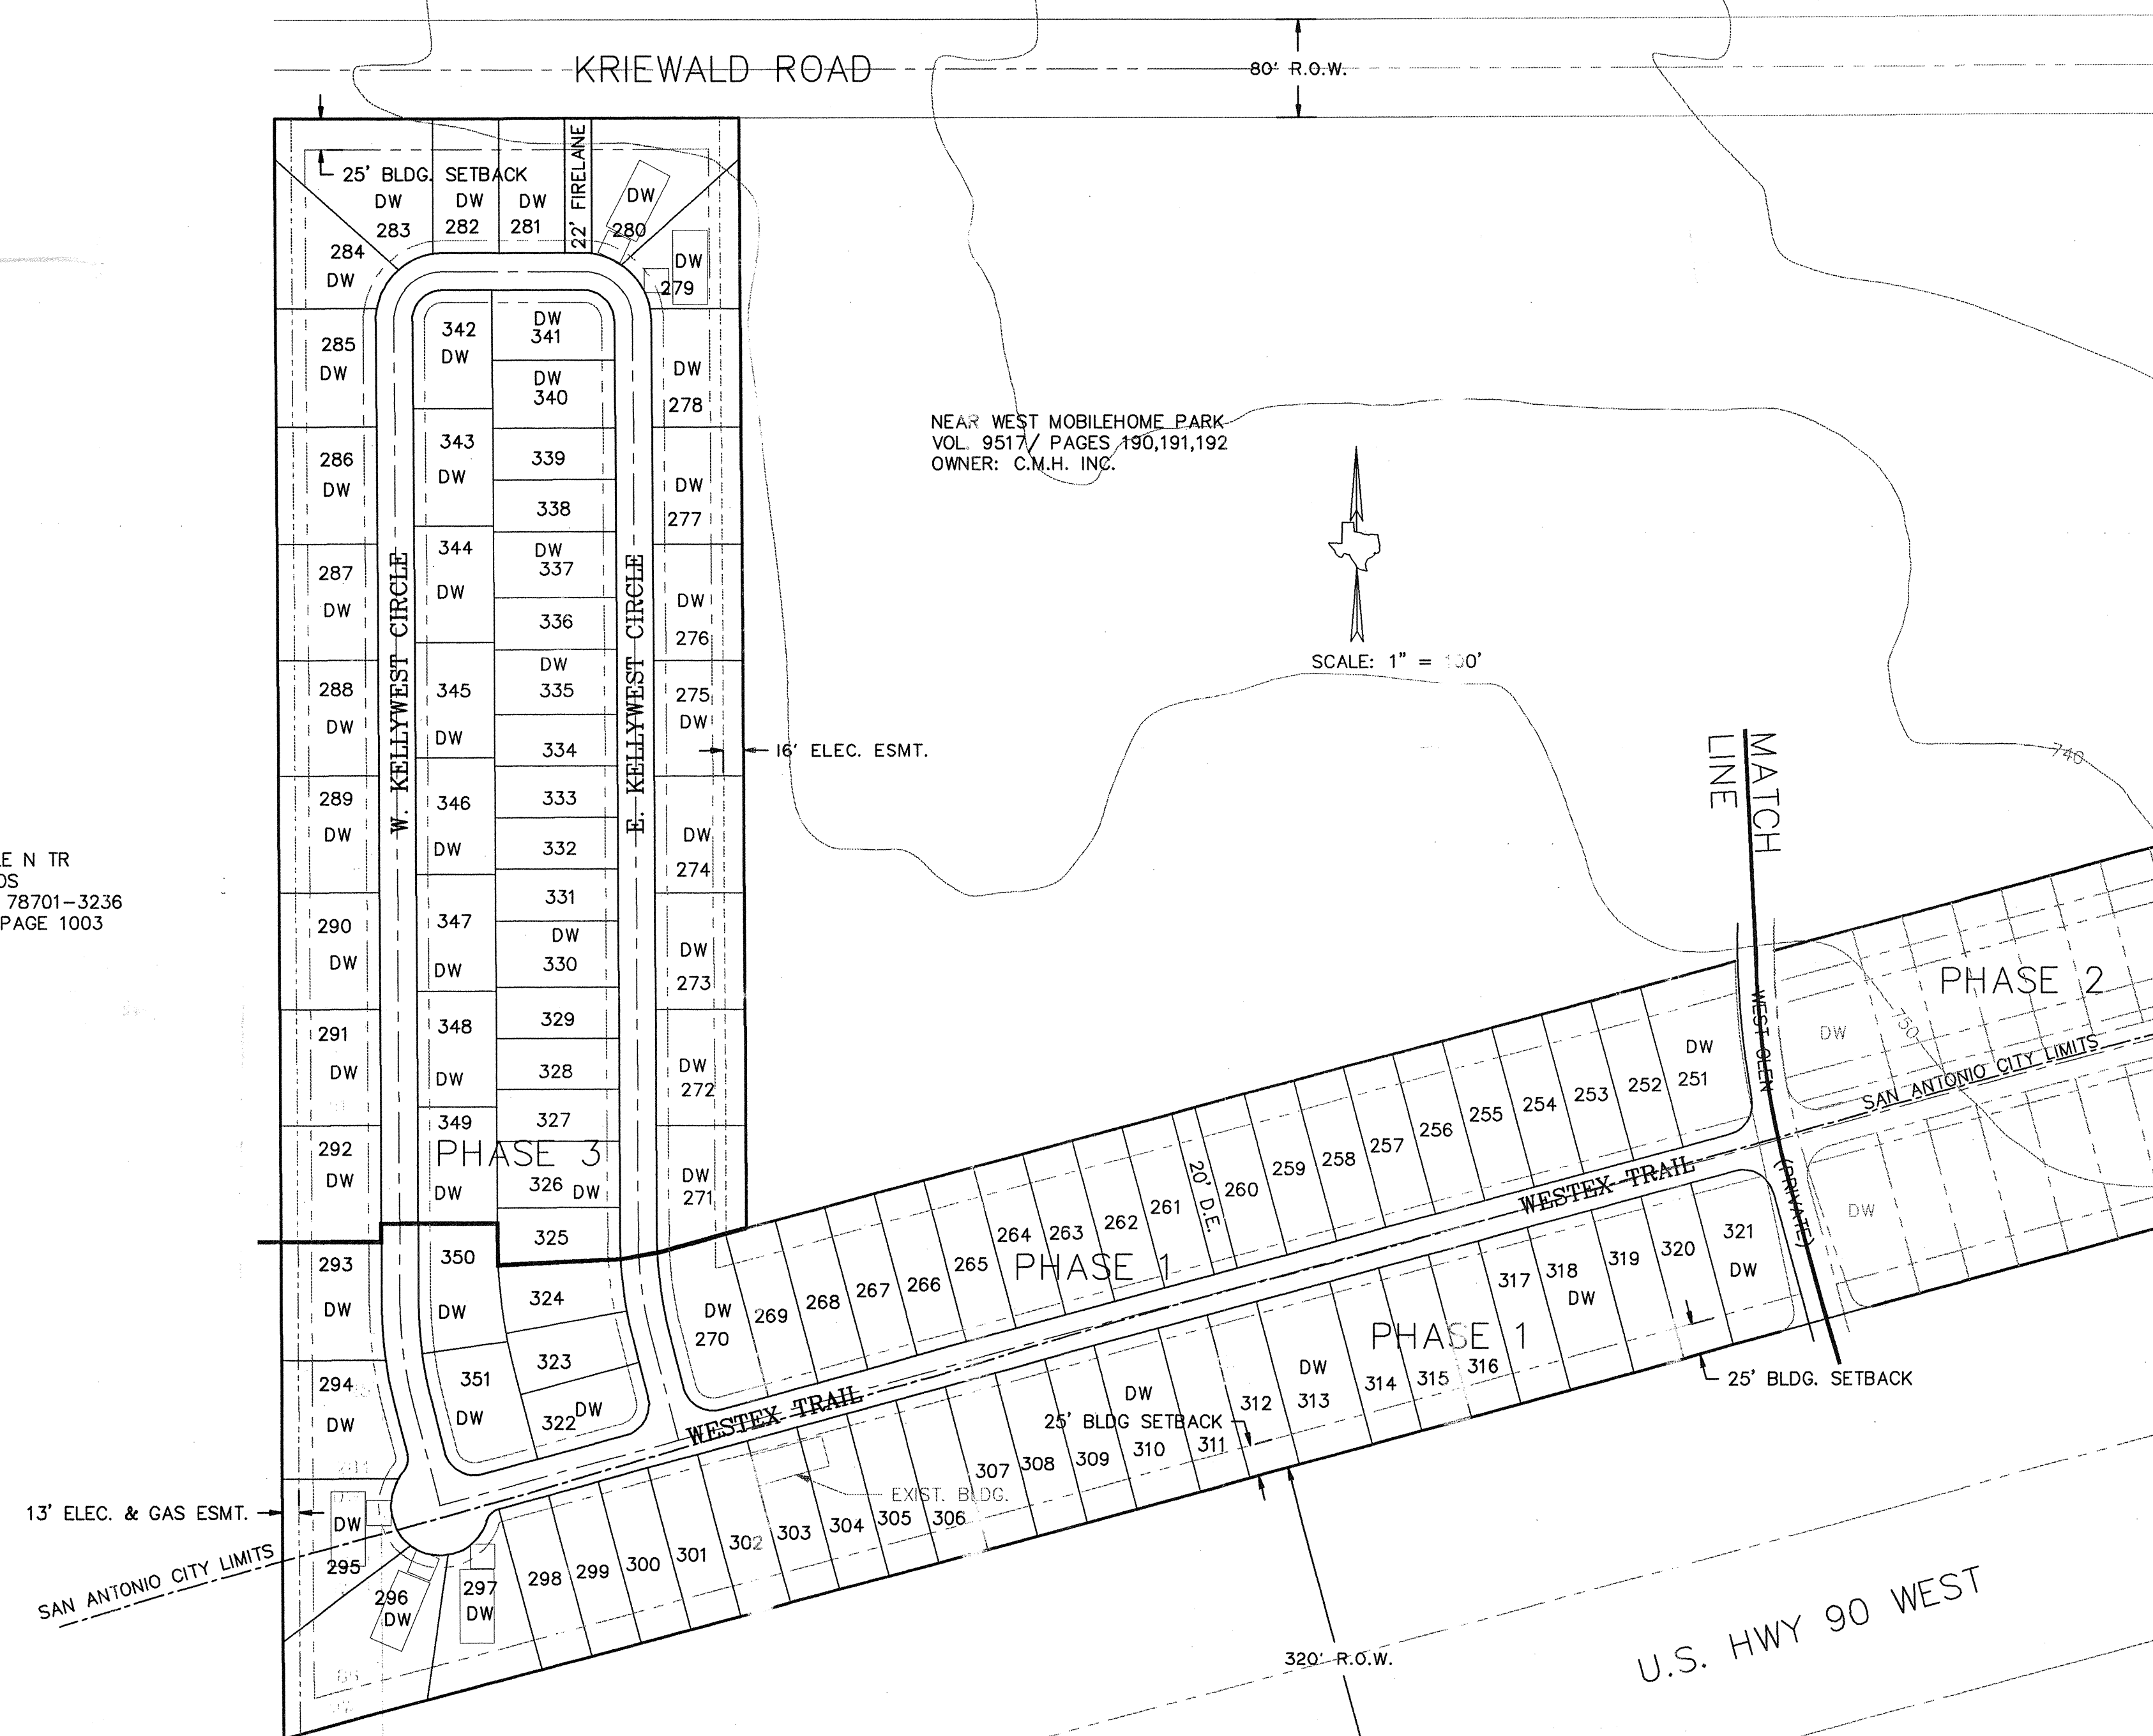 KRIEWALD ROAD
80' R.O.W.
25' BLDG. SETBACK
22' FIRELANE
DW
283
DW
282
DW
281
DW
280
284
DW
DW
279
285
DW
286
DW
287
DW
288
DW
289
DW
290
DW
291
DW
292
DW
293
DW
294
DW
W. KELLYWEST CIRCLE
342
DW
343
DW
344
DW
345
DW
346
DW
347
DW
348
DW
349
DW
350
DW
351
DW
DW
341
DW
340
339
338
DW
337
336
DW
335
334
333
332
331
DW
330
329
328
327
PHASE 3
326 DW
325
324
323
322 DW
E. KELLYWEST CIRCLE
DW
278
DW
277
DW
276
275
DW
DW
274
DW
273
DW
272
DW
271
16' ELEC. ESMT.
NEAR WEST MOBILEHOME PARK
VOL. 9517/ PAGES 190,191,192
OWNER: C.M.H. INC.
SCALE: 1" = 100'
MATCH
LINE
740
750
E N TR
OS
78701-3236
PAGE 1003
PHASE 2
DW
DW
SAN ANTONIO CITY LIMITS
WEST GLEN
(PRIVATE)
DW
270
269
268
267
266
265
264
263
262
261
20' D.E.
260
259
258
257
256
255
254
253
252
DW
251
PHASE 1
WESTEX TRAIL
WESTEX TRAIL
PHASE 1
321
DW
320
319
318
DW
317
316
315
314
DW
313
312
311
DW
310
309
308
307
306
305
304
303
302
301
300
299
298
25' BLDG SETBACK
25' BLDG. SETBACK
EXIST. BLDG.
297
DW
296
DW
DW
295
13' ELEC. & GAS ESMT.
SAN ANTONIO CITY LIMITS
320' R.O.W.
U.S. HWY 90 WEST